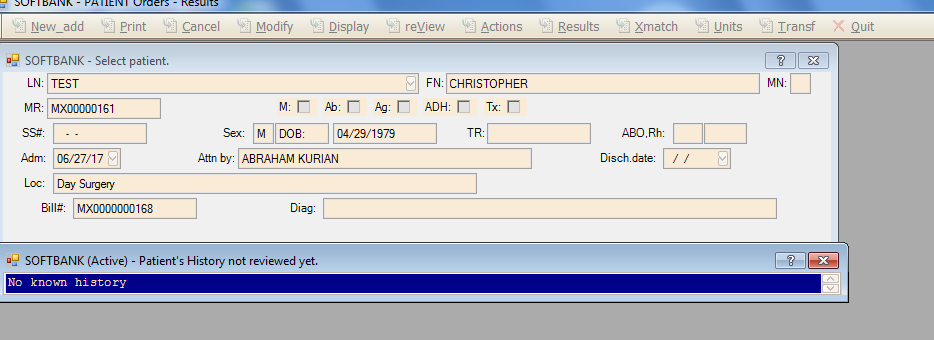 SOFTBANK - PATIENT Orders - Results
New_add Print Cancel Modify Display reView Actions Results Xmatch Units Transf Quit
SOFTBANK - Select patient.
LN: TEST FN: CHRISTOPHER MN:
MR: MX00000161 M: Ab: Ag: ADH: Tx:
SS#: - - Sex: M DOB: 04/29/1979 TR: ABO,Rh:
Adm: 06/27/17 Attn by: ABRAHAM KURIAN Disch.date: / /
Loc: Day Surgery
Bill#: MX0000000168 Diag:
SOFTBANK (Active) - Patient's History not reviewed yet.
No known history